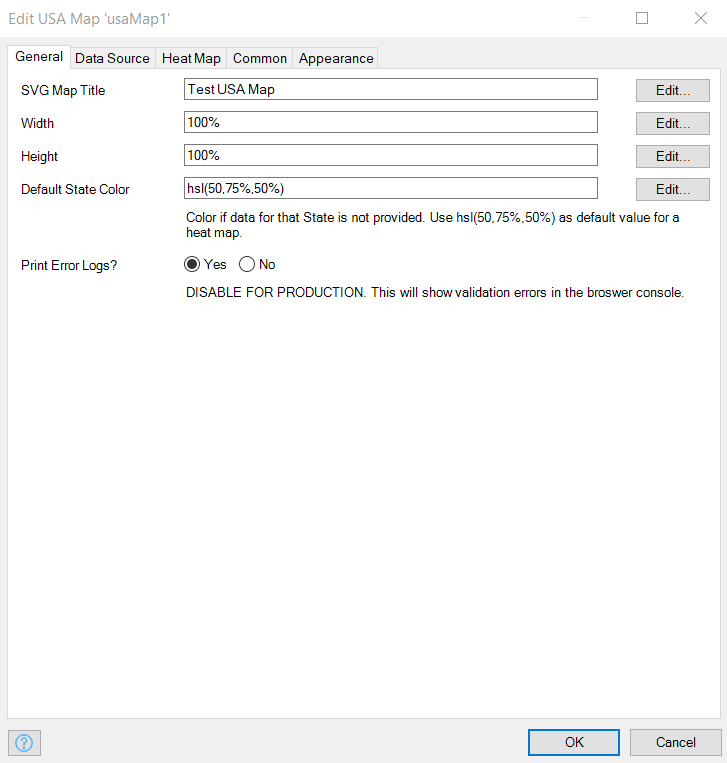 Edit USA Map 'usaMap1'
General Data Source Heat Map Common Appearance
SVG Map Title Test USA Map Edit...
Width 100% Edit...
Height 100% Edit...
Default State Color hsl(50,75%,50%) Edit...
Color if data for that State is not provided. Use hsl(50,75%,50%) as default value for a
heat map.
Print Error Logs? Yes No
DISABLE FOR PRODUCTION. This will show validation errors in the broswer console.
? OK Cancel